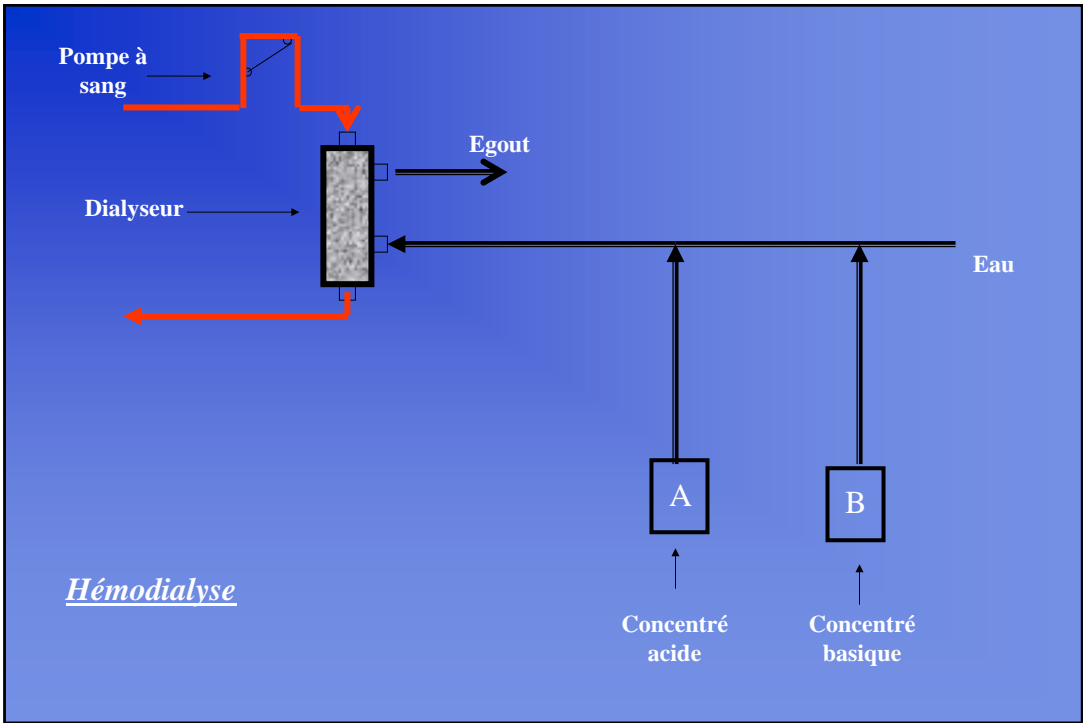 Pompe à
sang
Egout
Dialyseur
Eau
A
B
Hémodialyse
Concentré
acide
Concentré
basique